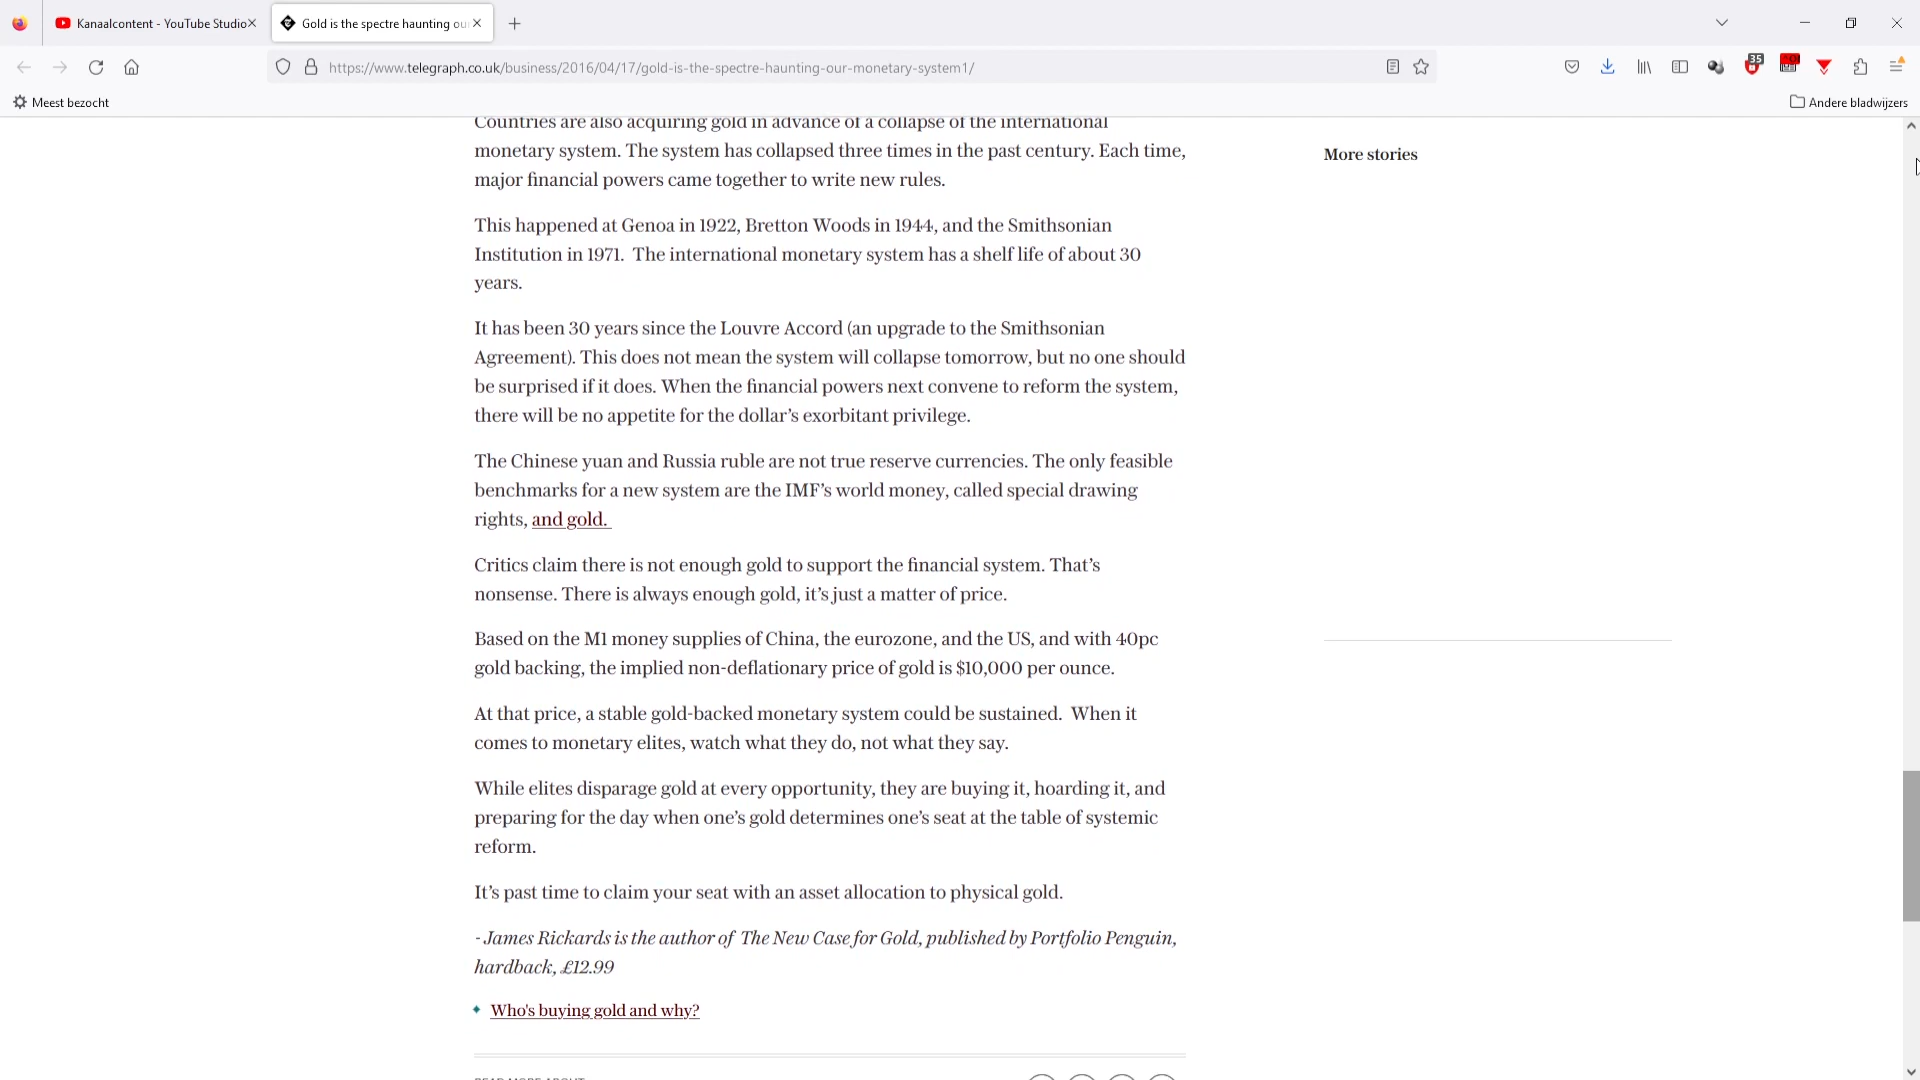 Kanaalcontent - YouTube Studio
Gold is the spectre haunting ou
https://www.telegraph.co.uk/business/2016/04/17/gold-is-the-spectre-haunting-our-monetary-system1/
35
Meest bezocht
Andere bladwijzers
Countries are also acquiring gold in advance of a collapse of the international
monetary system. The system has collapsed three times in the past century. Each time,
major financial powers came together to write new rules.
This happened at Genoa in 1922, Bretton Woods in 1944, and the Smithsonian
Institution in 1971.  The international monetary system has a shelf life of about 30
years.
It has been 30 years since the Louvre Accord (an upgrade to the Smithsonian
Agreement). This does not mean the system will collapse tomorrow, but no one should
be surprised if it does. When the financial powers next convene to reform the system,
there will be no appetite for the dollar’s exorbitant privilege.
The Chinese yuan and Russia ruble are not true reserve currencies. The only feasible
benchmarks for a new system are the IMF’s world money, called special drawing
rights, and gold.
Critics claim there is not enough gold to support the financial system. That’s
nonsense. There is always enough gold, it’s just a matter of price.
Based on the M1 money supplies of China, the eurozone, and the US, and with 40pc
gold backing, the implied non-deflationary price of gold is $10,000 per ounce.
At that price, a stable gold-backed monetary system could be sustained.  When it
comes to monetary elites, watch what they do, not what they say.
While elites disparage gold at every opportunity, they are buying it, hoarding it, and
preparing for the day when one’s gold determines one’s seat at the table of systemic
reform.
It’s past time to claim your seat with an asset allocation to physical gold.
- James Rickards is the author of  The New Case for Gold, published by Portfolio Penguin,
hardback, £12.99
Who's buying gold and why?
READ MORE ABOUT
More stories